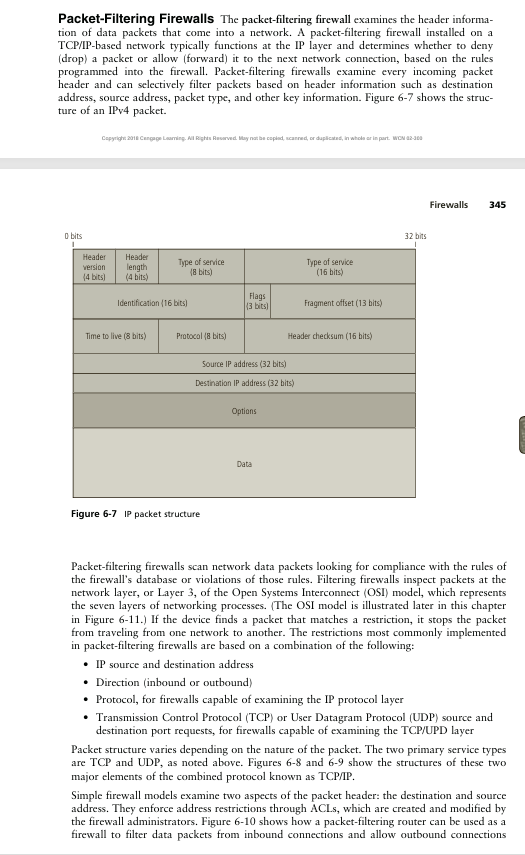 Packet-Filtering Firewalls The packet-filtering firewall examines the header informa-
tion of data packets that come into a network. A packet-filtering firewall installed on a
TCP/IP-based network typically functions at the IP layer and determines whether to deny
(drop) a packet or allow (forward) it to the next network connection, based on the rules
programmed into the firewall. Packet-filtering firewalls examine every incoming packet
header and can selectively filter packets based on header information such as destination
address, source address, packet type, and other key information. Figure 6-7 shows the struc-
ture of an IPv4 packet.
Copyright 2018 Cengage Learning. All Rights Reserved. May not be copied, scanned, or duplicated, in whole or in part. WCN 02-200
Firewalls 345
0 bits 32 bits
Header version (4 bits)
Header length (4 bits)
Type of service (8 bits)
Type of service (16 bits)
Identification (16 bits)
Flags (3 bits)
Fragment offset (13 bits)
Time to live (8 bits)
Protocol (8 bits)
Header checksum (16 bits)
Source IP address (32 bits)
Destination IP address (32 bits)
Options
Data
Figure 6-7 IP packet structure
Packet-filtering firewalls scan network data packets looking for compliance with the rules of
the firewall's database or violations of those rules. Filtering firewalls inspect packets at the
network layer, or Layer 3, of the Open Systems Interconnect (OSI) model, which represents
the seven layers of networking processes. (The OSI model is illustrated later in this chapter
in Figure 6-11.) If the device finds a packet that matches a restriction, it stops the packet
from traveling from one network to another. The restrictions most commonly implemented
in packet-filtering firewalls are based on a combination of the following:
• IP source and destination address
• Direction (inbound or outbound)
• Protocol, for firewalls capable of examining the IP protocol layer
• Transmission Control Protocol (TCP) or User Datagram Protocol (UDP) source and
destination port requests, for firewalls capable of examining the TCP/UPD layer
Packet structure varies depending on the nature of the packet. The two primary service types
are TCP and UDP, as noted above. Figures 6-8 and 6-9 show the structures of these two
major elements of the combined protocol known as TCP/IP.
Simple firewall models examine two aspects of the packet header: the destination and source
address. They enforce address restrictions through ACLs, which are created and modified by
the firewall administrators. Figure 6-10 shows how a packet-filtering router can be used as a
firewall to filter data packets from inbound connections and allow outbound connections